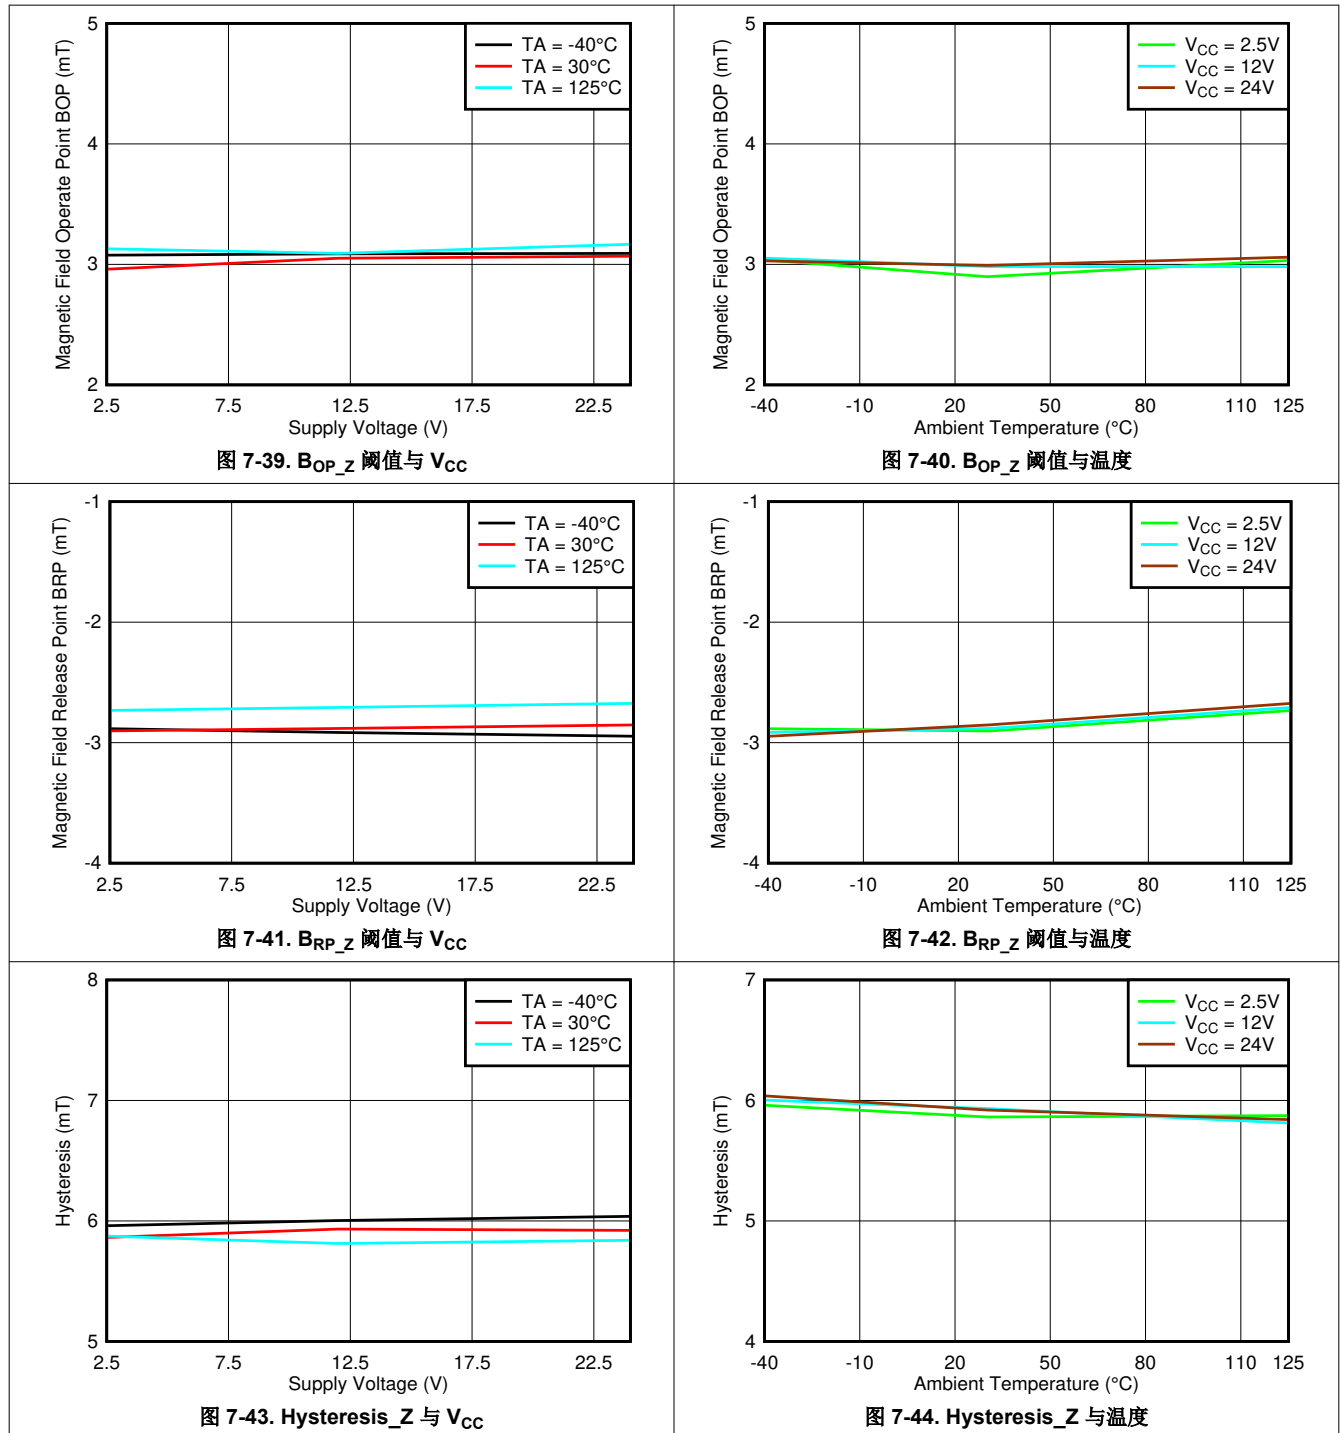 5
4
3
2
Magnetic Field Operate Point BOP (mT)
TA = -40°C
TA = 30°C
TA = 125°C
2.5 7.5 12.5 17.5 22.5
Supply Voltage (V)
图 7-39. BOP_Z 阈值与 VCC
5
4
3
2
Magnetic Field Operate Point BOP (mT)
VCC = 2.5V
VCC = 12V
VCC = 24V
-40 -10 20 50 80 110 125
Ambient Temperature (°C)
图 7-40. BOP_Z 阈值与温度
-1
-2
-3
-4
Magnetic Field Release Point BRP (mT)
TA = -40°C
TA = 30°C
TA = 125°C
2.5 7.5 12.5 17.5 22.5
Supply Voltage (V)
图 7-41. BRP_Z 阈值与 VCC
-1
-2
-3
-4
Magnetic Field Release Point BRP (mT)
VCC = 2.5V
VCC = 12V
VCC = 24V
-40 -10 20 50 80 110 125
Ambient Temperature (°C)
图 7-42. BRP_Z 阈值与温度
8
7
6
5
Hysteresis (mT)
TA = -40°C
TA = 30°C
TA = 125°C
2.5 7.5 12.5 17.5 22.5
Supply Voltage (V)
图 7-43. Hysteresis_Z 与 VCC
7
6
5
4
Hysteresis (mT)
VCC = 2.5V
VCC = 12V
VCC = 24V
-40 -10 20 50 80 110 125
Ambient Temperature (°C)
图 7-44. Hysteresis_Z 与温度